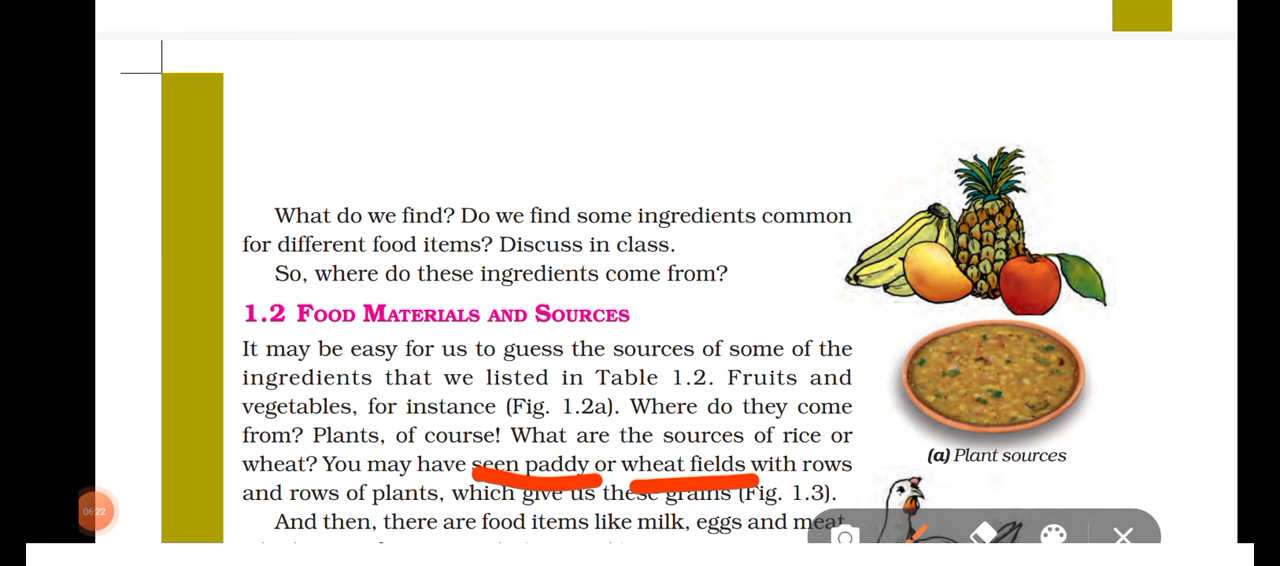 What do we find? Do we find some ingredients common
for different food items? Discuss in class.
So, where do these ingredients come from?
1.2 FOOD MATERIALS AND SOURCES
It may be easy for us to guess the sources of some of the
ingredients that we listed in Table 1.2. Fruits and
vegetables, for instance (Fig. 1.2a). Where do they come
from? Plants, of course! What are the sources of rice or
wheat? You may have seen paddy or wheat fields with rows
and rows of plants, which give us these grains (Fig. 1.3).
And then, there are food items like milk, eggs and meat
(a) Plant sources
06:22